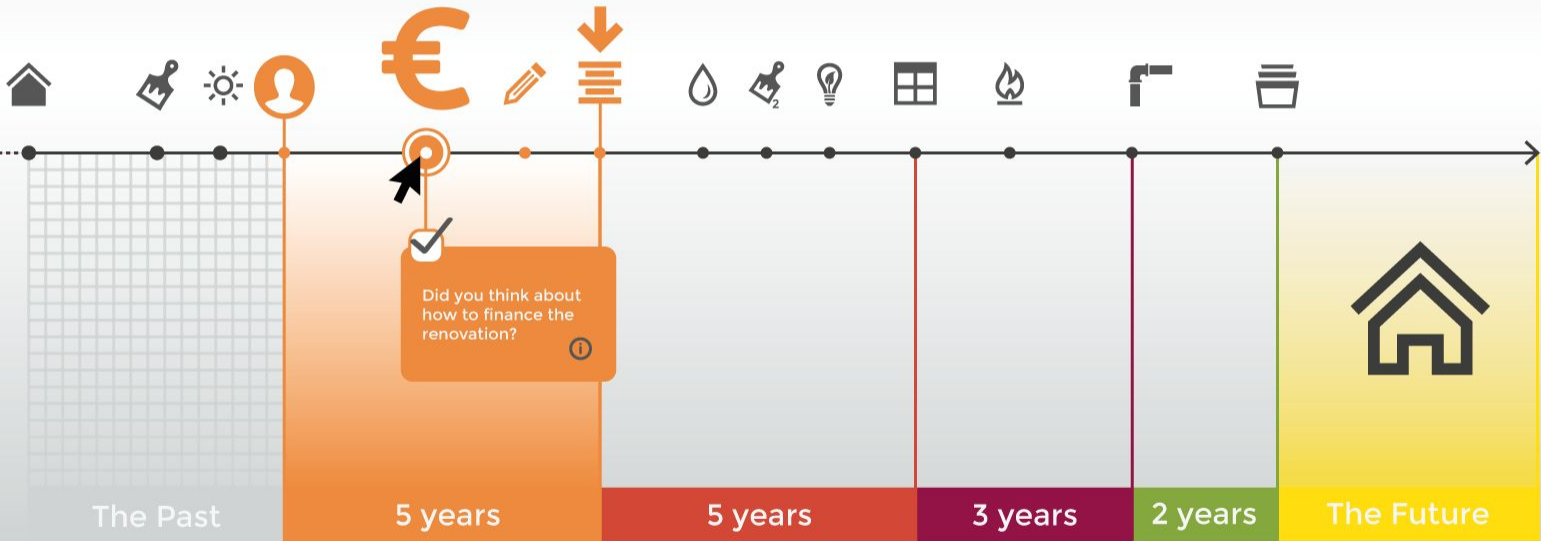 €
2
Did you think about
how to finance the
renovation?
i
The Past
5 years
5 years
3 years
2 years
The Future